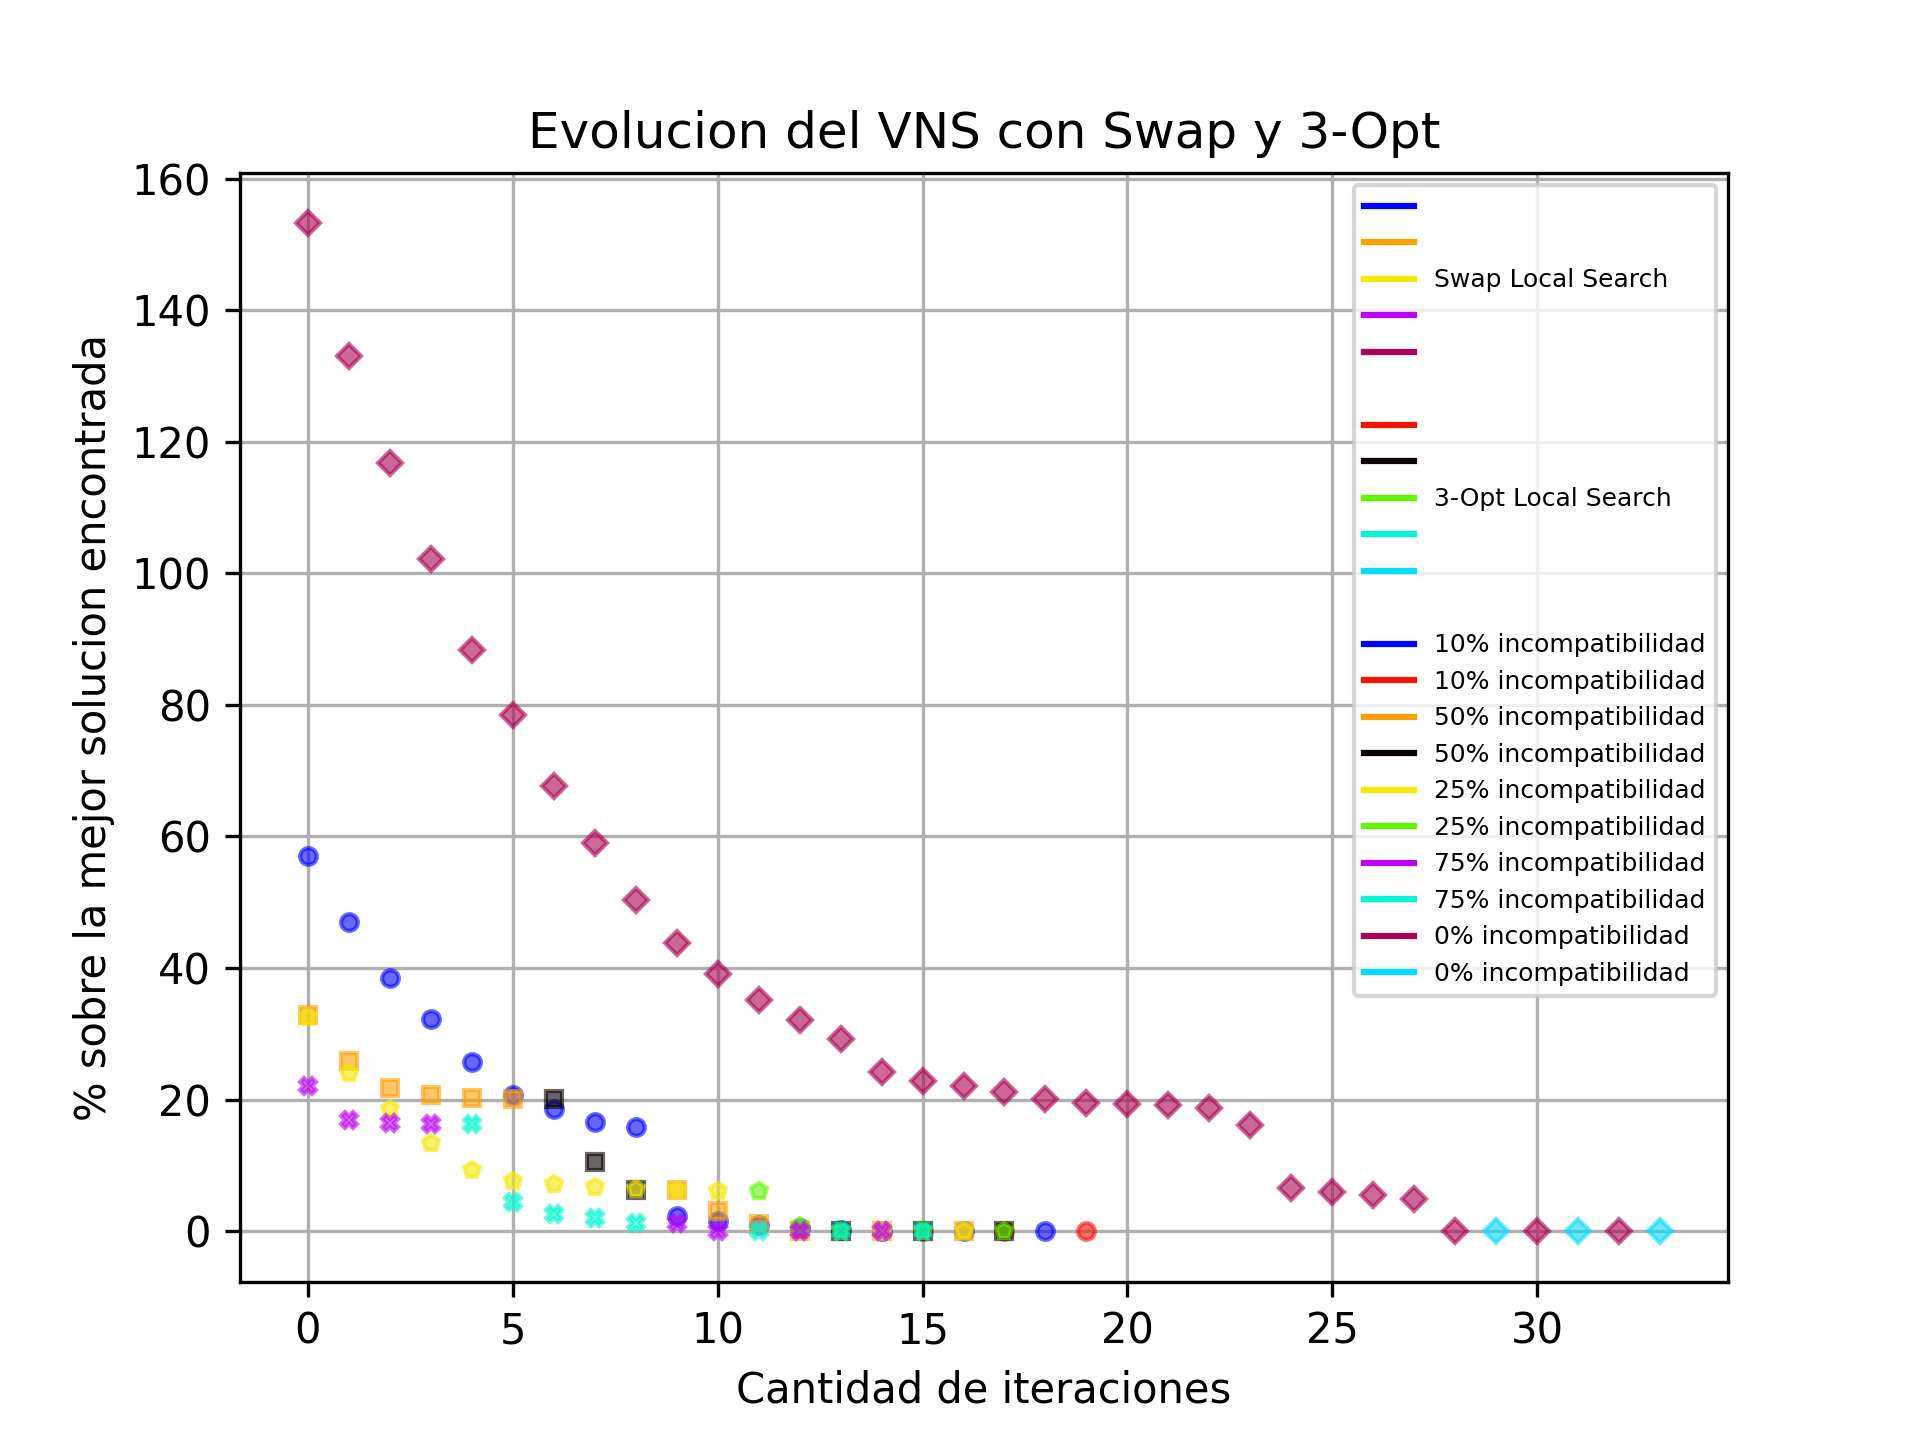 Evolucion del VNS con Swap y 3-Opt
% sobre la mejor solucion encontrada
160
140
120
100
80
60
40
20
0
Swap Local Search
3-Opt Local Search
10% incompatibilidad
10% incompatibilidad
50% incompatibilidad
50% incompatibilidad
25% incompatibilidad
25% incompatibilidad
75% incompatibilidad
75% incompatibilidad
0% incompatibilidad
0% incompatibilidad
0 5 10 15 20 25 30
Cantidad de iteraciones